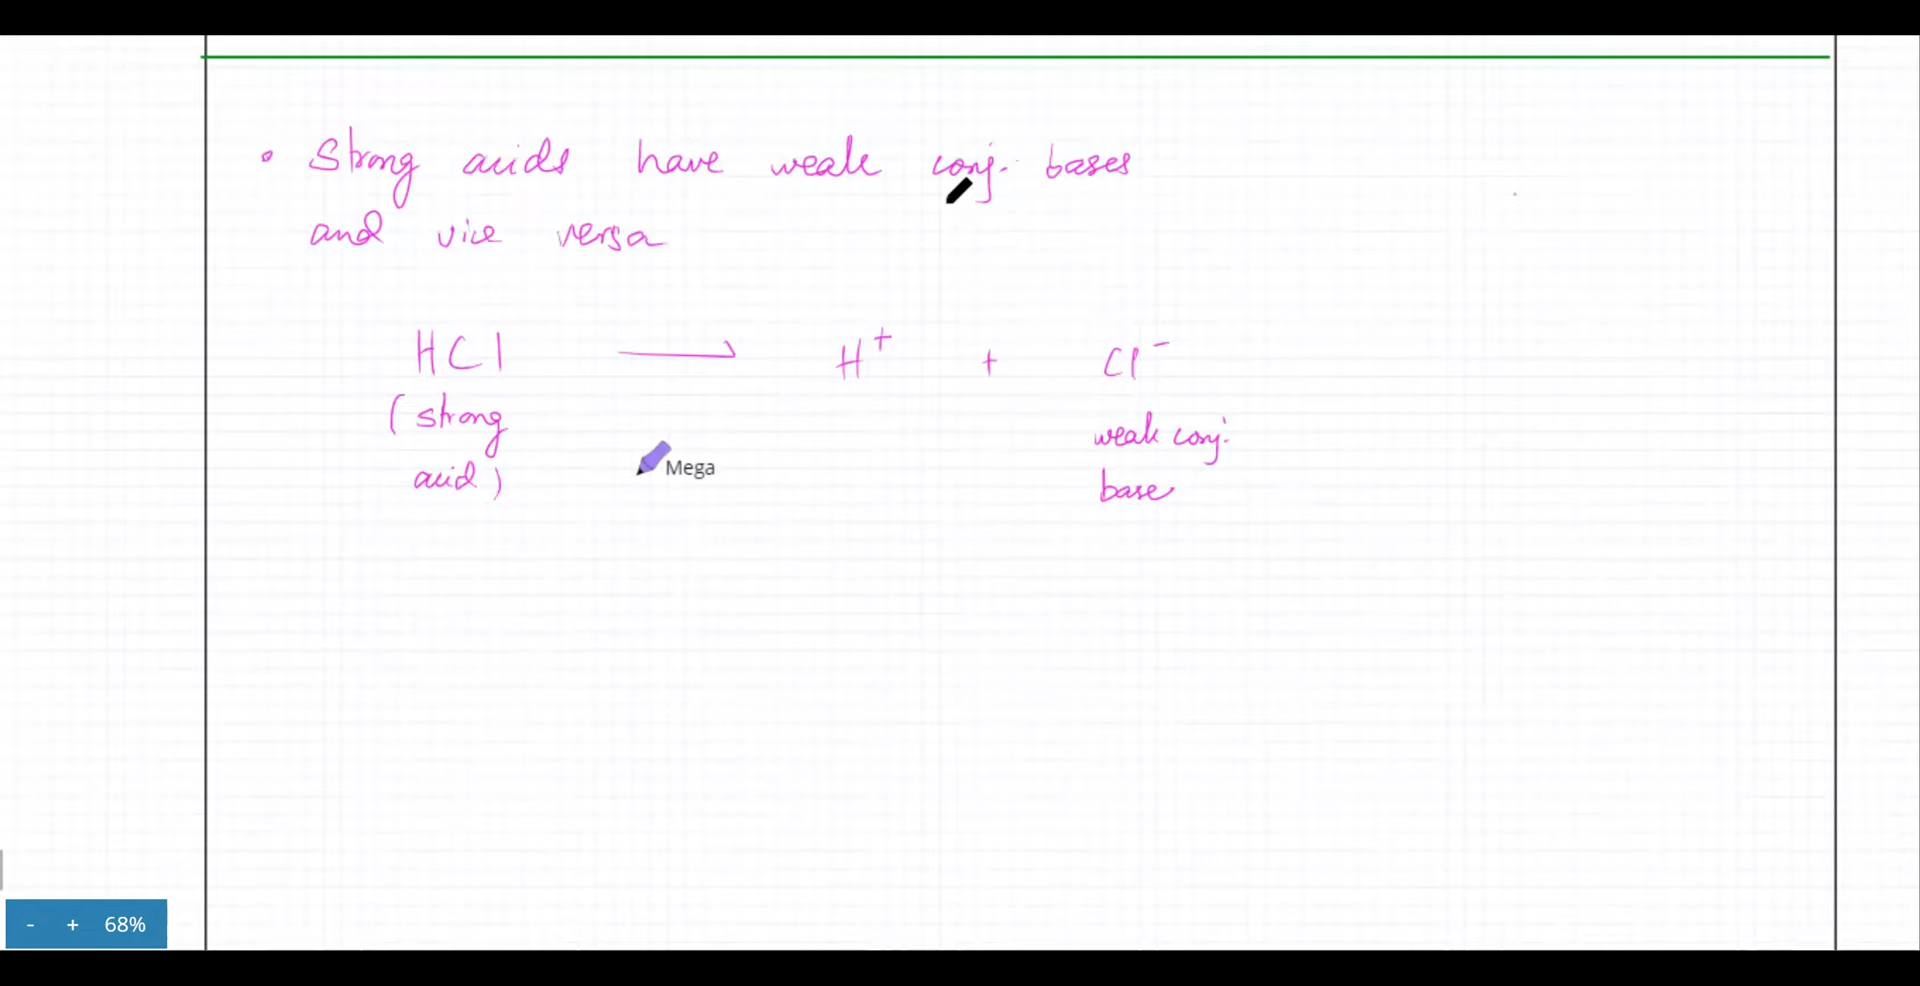 • Strong acids have weak conj. bases
and vice versa
HCl → H⁺ + Cl⁻
(strong
acid)
weak conj.
base
Mega
- + 68%